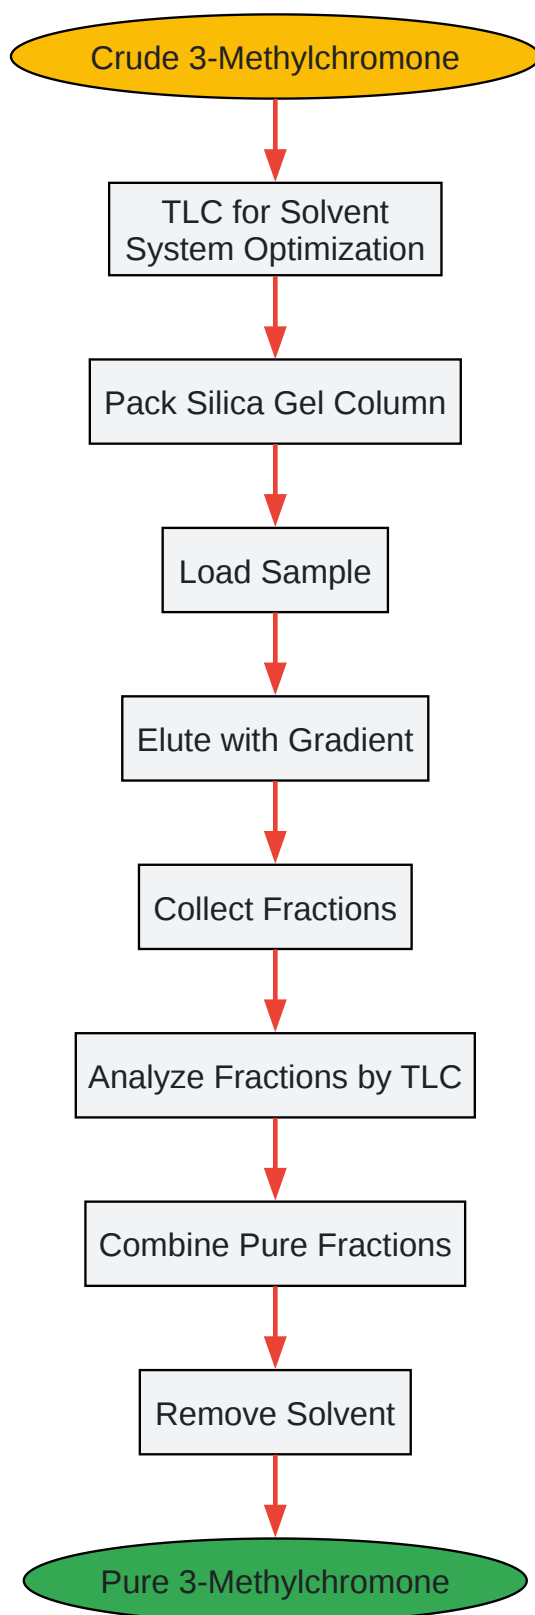 Crude 3-Methylchromone
TLC for Solvent
System Optimization
Pack Silica Gel Column
Load Sample
Elute with Gradient
Collect Fractions
Analyze Fractions by TLC
Combine Pure Fractions
Remove Solvent
Pure 3-Methylchromone